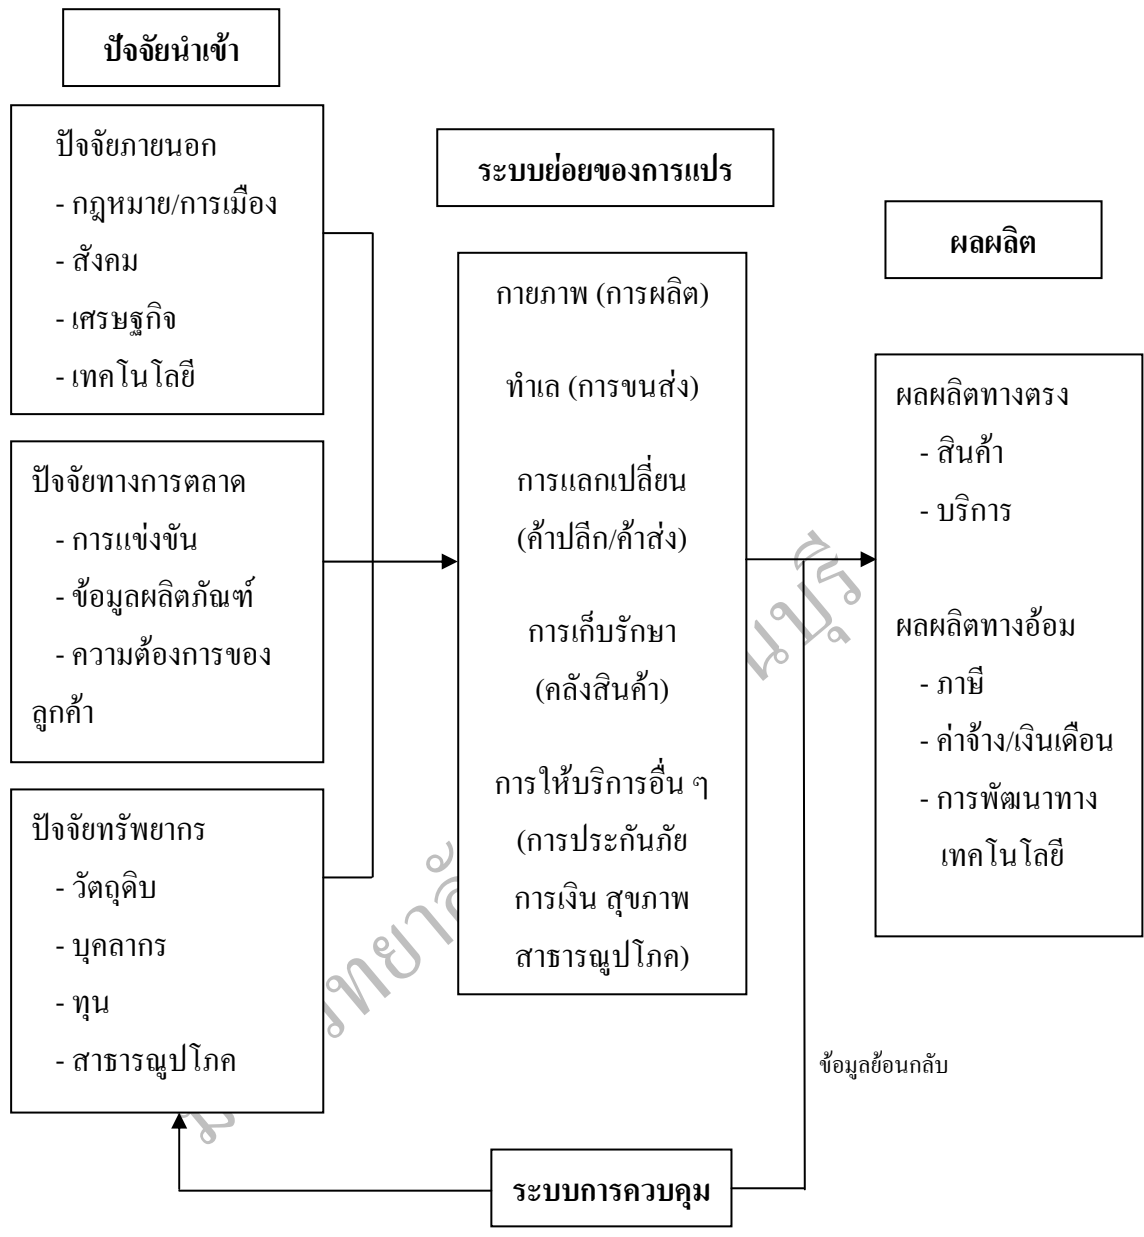 ปัจจัยนำเข้า
ปัจจัยภายนอก
- กฎหมาย/การเมือง
- สังคม
- เศรษฐกิจ
- เทคโนโลยี
ปัจจัยทางการตลาด
- การแข่งขัน
- ข้อมูลผลิตภัณฑ์
- ความต้องการของ
ลูกค้า
ปัจจัยทรัพยากร
- วัตถุดิบ
- บุคลากร
- ทุน
- สาธารณูปโภค
ระบบย่อยของการแปร
กายภาพ (การผลิต)
ทำเล (การขนส่ง)
การแลกเปลี่ยน
(ค้าปลีก/ค้าส่ง)
การเก็บรักษา
(คลังสินค้า)
การให้บริการอื่น ๆ
(การประกันภัย
การเงิน สุขภาพ
สาธารณูปโภค)
ผลผลิต
ผลผลิตทางตรง
- สินค้า
- บริการ
ผลผลิตทางอ้อม
- ภาษี
- ค่าจ้าง/เงินเดือน
- การพัฒนาทาง
เทคโนโลยี
ข้อมูลย้อนกลับ
ระบบการควบคุม